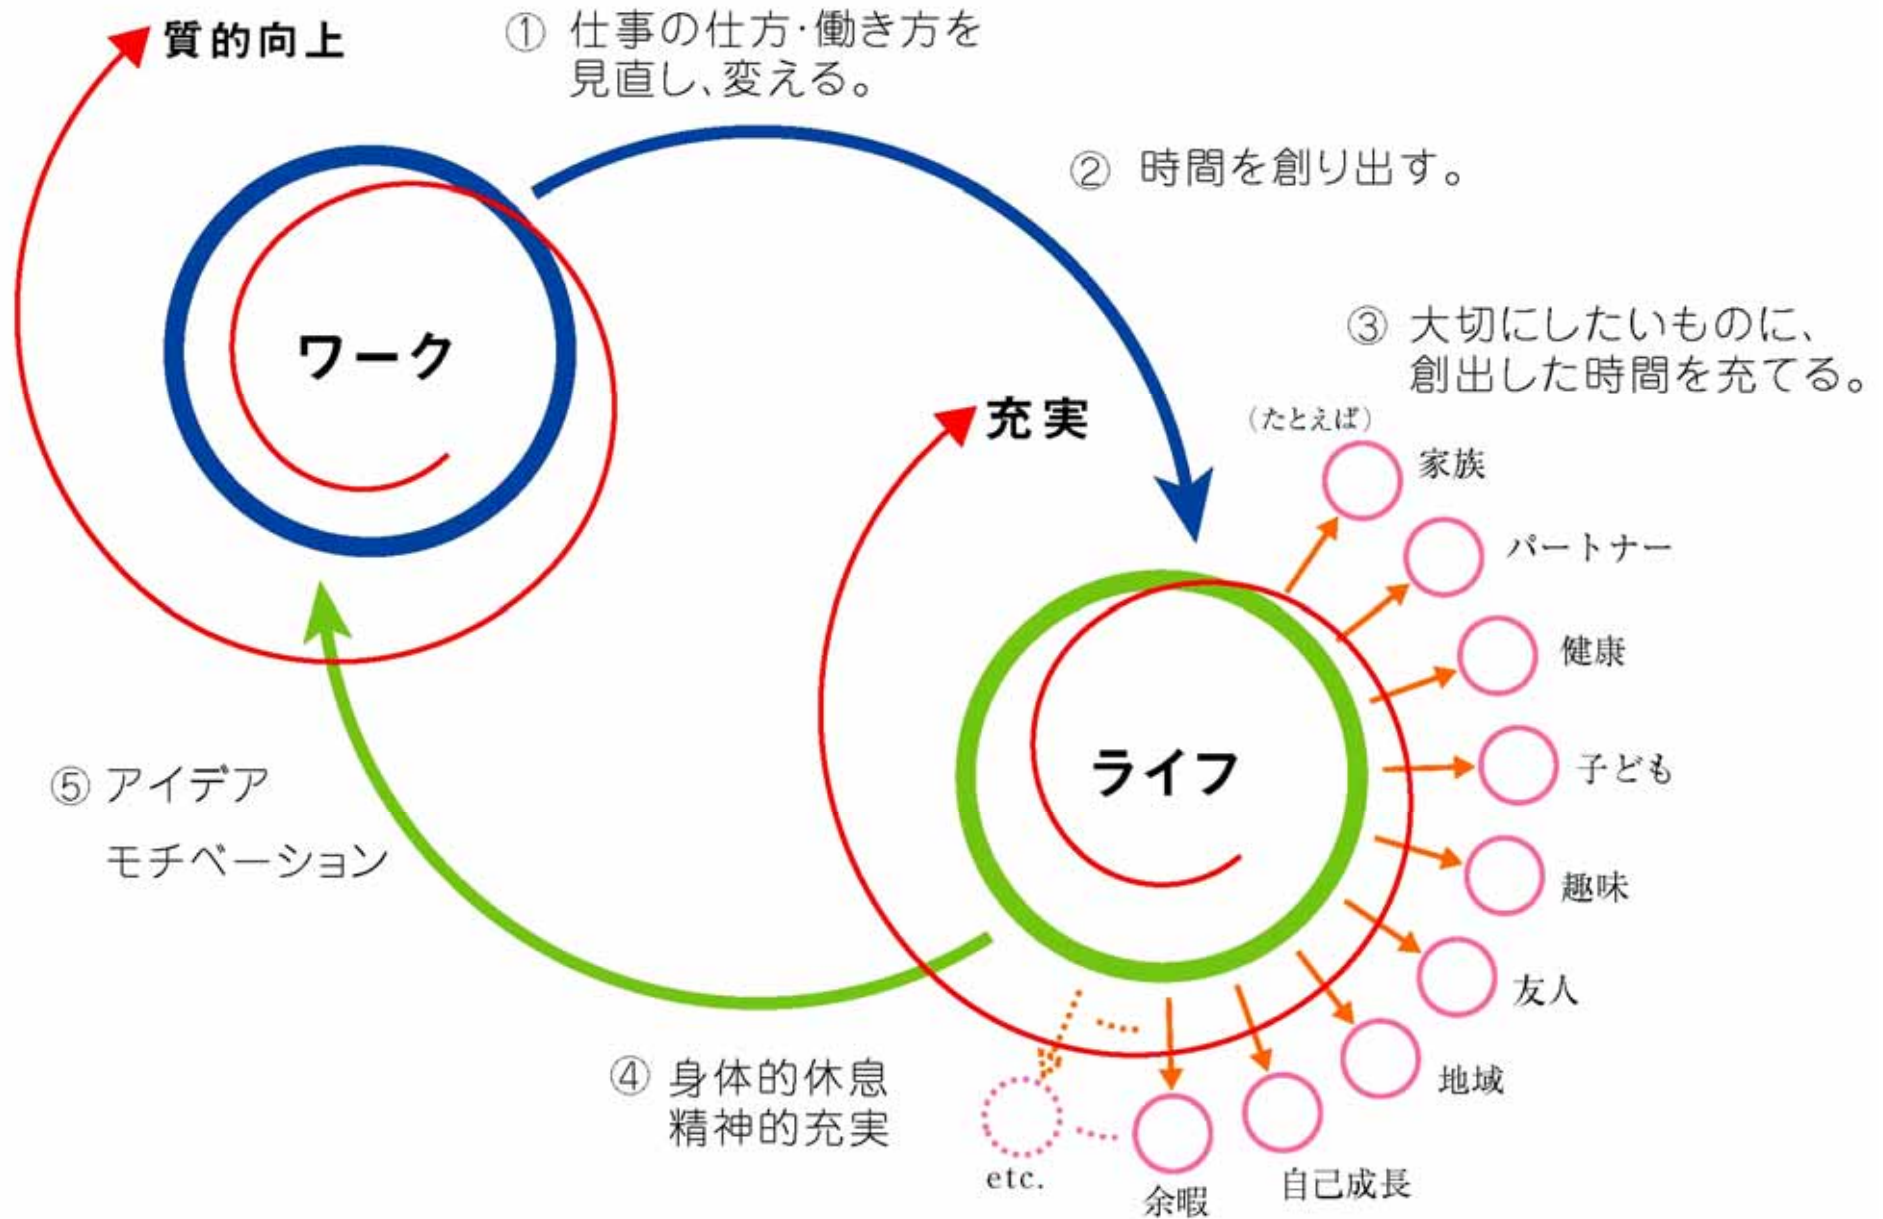 質的向上
① 仕事の仕方・働き方を
見直し、変える。
② 時間を創り出す。
③ 大切にしたいものに、
創出した時間を充てる。
ワーク
充実
（たとえば）
家族
パートナー
健康
子ども
趣味
友人
地域
自己成長
余暇
etc.
ライフ
④ 身体的休息
精神的充実
⑤ アイデア
モチベーション